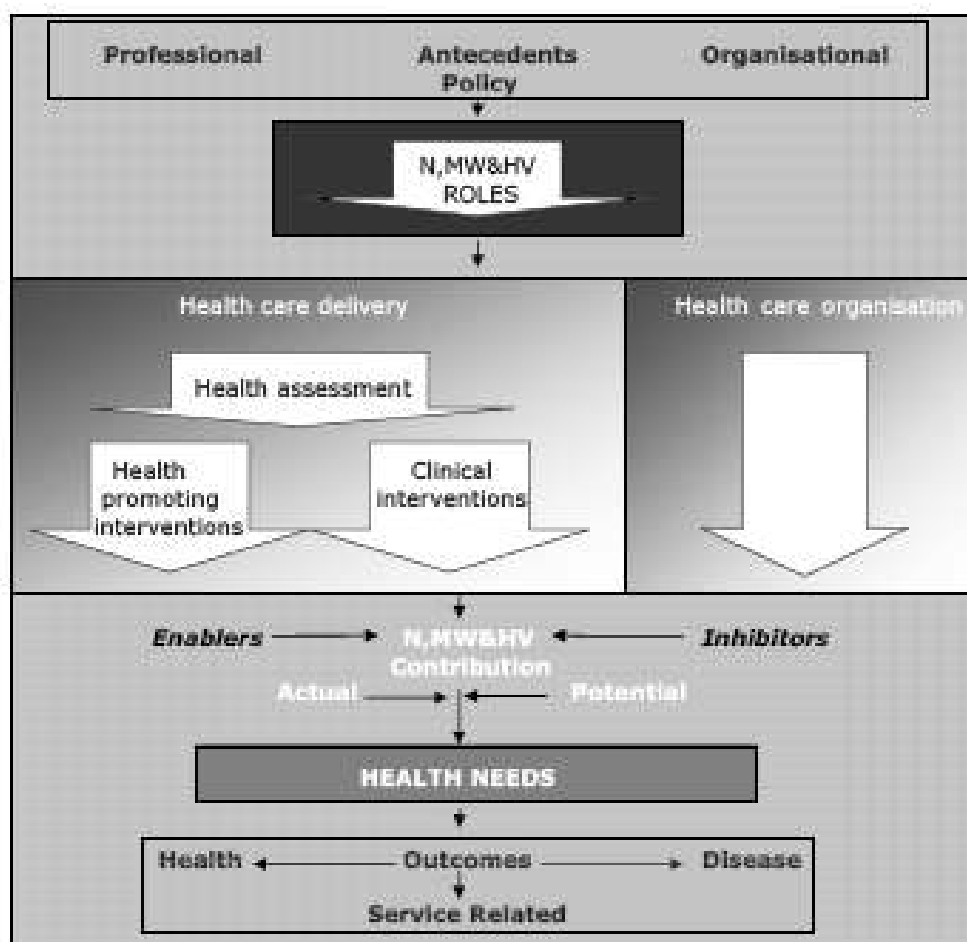 Professional Antecedents Organisational
Policy
N,MW&HV
ROLES
Health care delivery
Health care organisation
Health assessment
Health
promoting
interventions
Clinical
interventions
Enablers N,MW&HV Inhibitors
Contribution
Actual Potential
HEALTH NEEDS
Health Outcomes Disease
Service Related